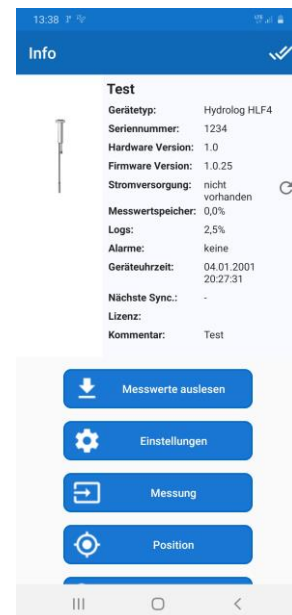 13:38
Info
Test
Gerätetyp: Hydrolog HLF4
Seriennummer: 1234
Hardware Version: 1.0
Firmware Version: 1.0.25
Stromversorgung: nicht
vorhanden
Messwertspeicher: 0,0%
Logs: 2,5%
Alarme: keine
Geräteuhrzeit: 04.01.2001
20:27:31
Nächste Sync.: -
Lizenz:
Kommentar: Test
Messwerte auslesen
Einstellungen
Messung
Position